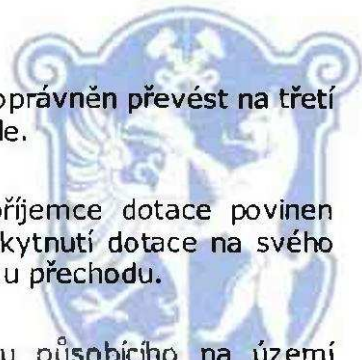 oprávněn převést na třetí
le.
příjemce dotace povinen
kytnutí dotace na svého
u přechodu.
u působícího na území